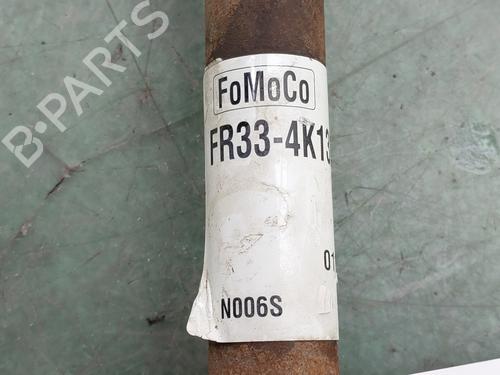 B-PARTS
FoMoCo
FR33-4K13
01
N006S